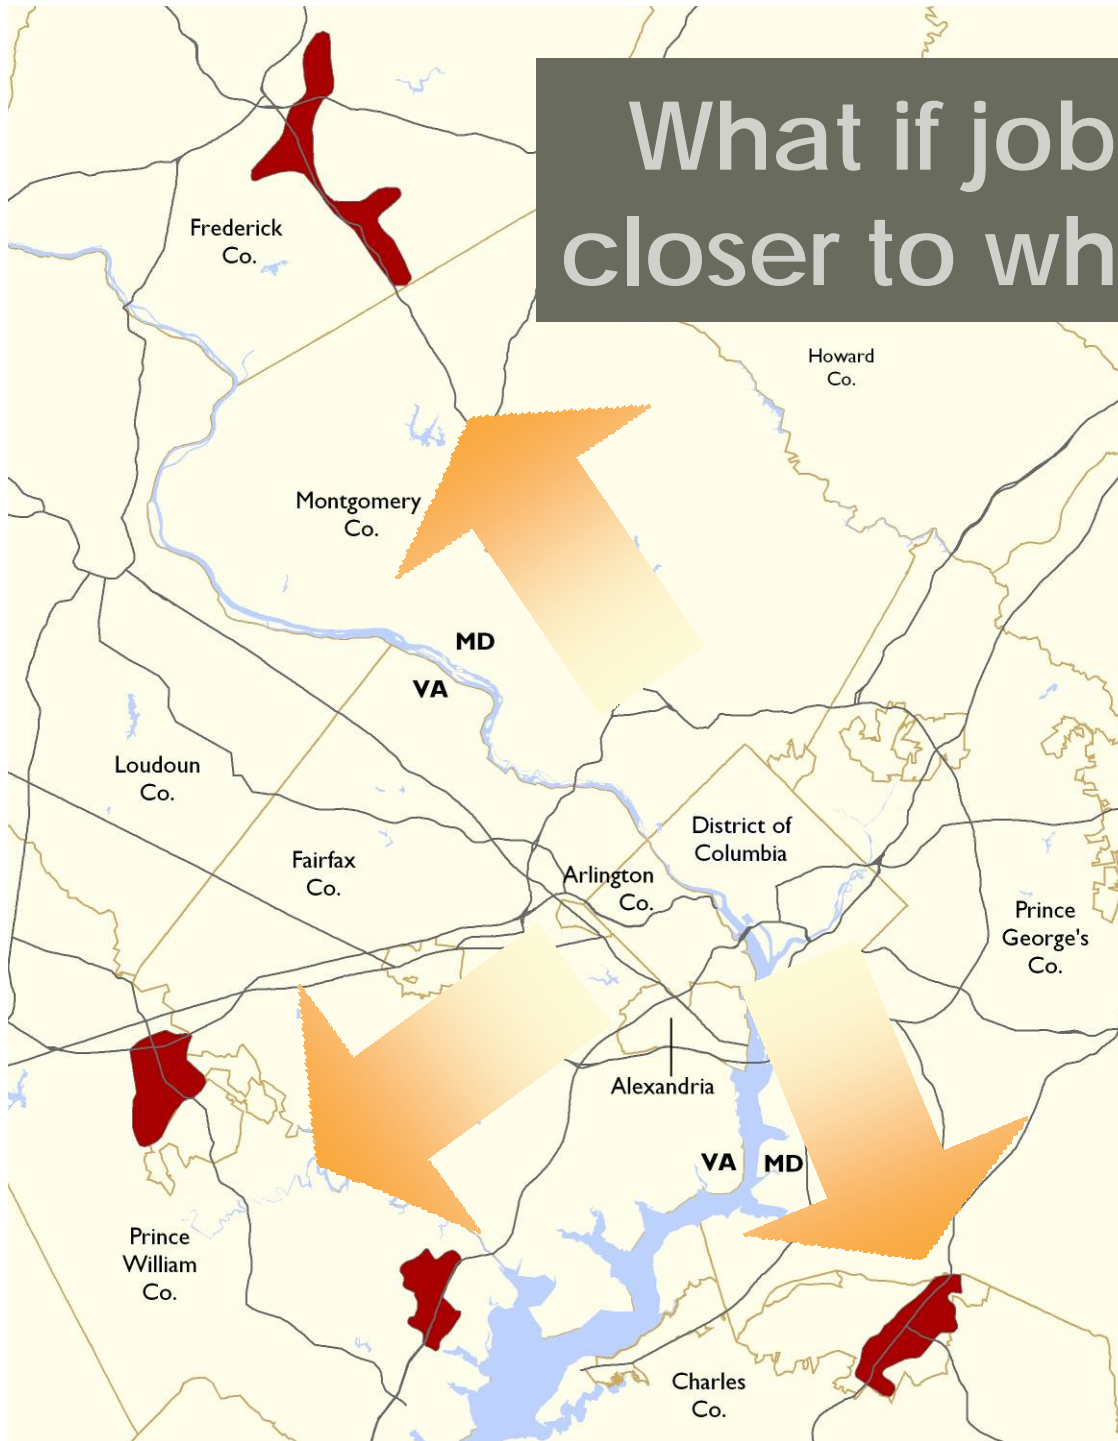 What if job
closer to wh
Frederick
Co.
Howard
Co.
Montgomery
Co.
MD
VA
Loudoun
Co.
District of
Columbia
Fairfax
Co.
Arlington
Co.
Prince
George's
Co.
Alexandria
VA
MD
Prince
William
Co.
Charles
Co.